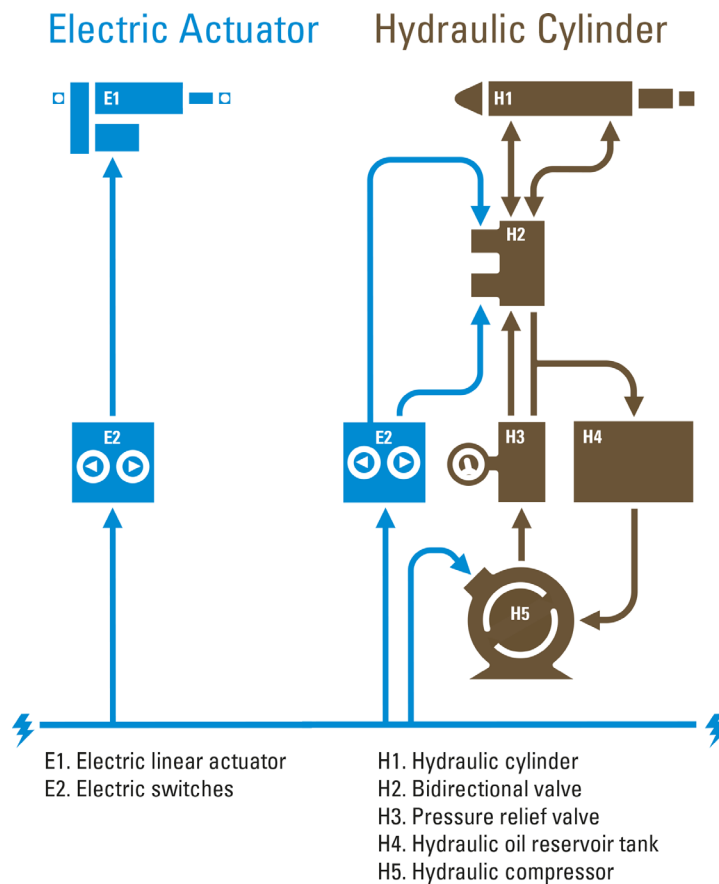 Electric Actuator
Hydraulic Cylinder
E1
H1
H2
E2
E2
H3
H4
H5
E1. Electric linear actuator
E2. Electric switches
H1. Hydraulic cylinder
H2. Bidirectional valve
H3. Pressure relief valve
H4. Hydraulic oil reservoir tank
H5. Hydraulic compressor